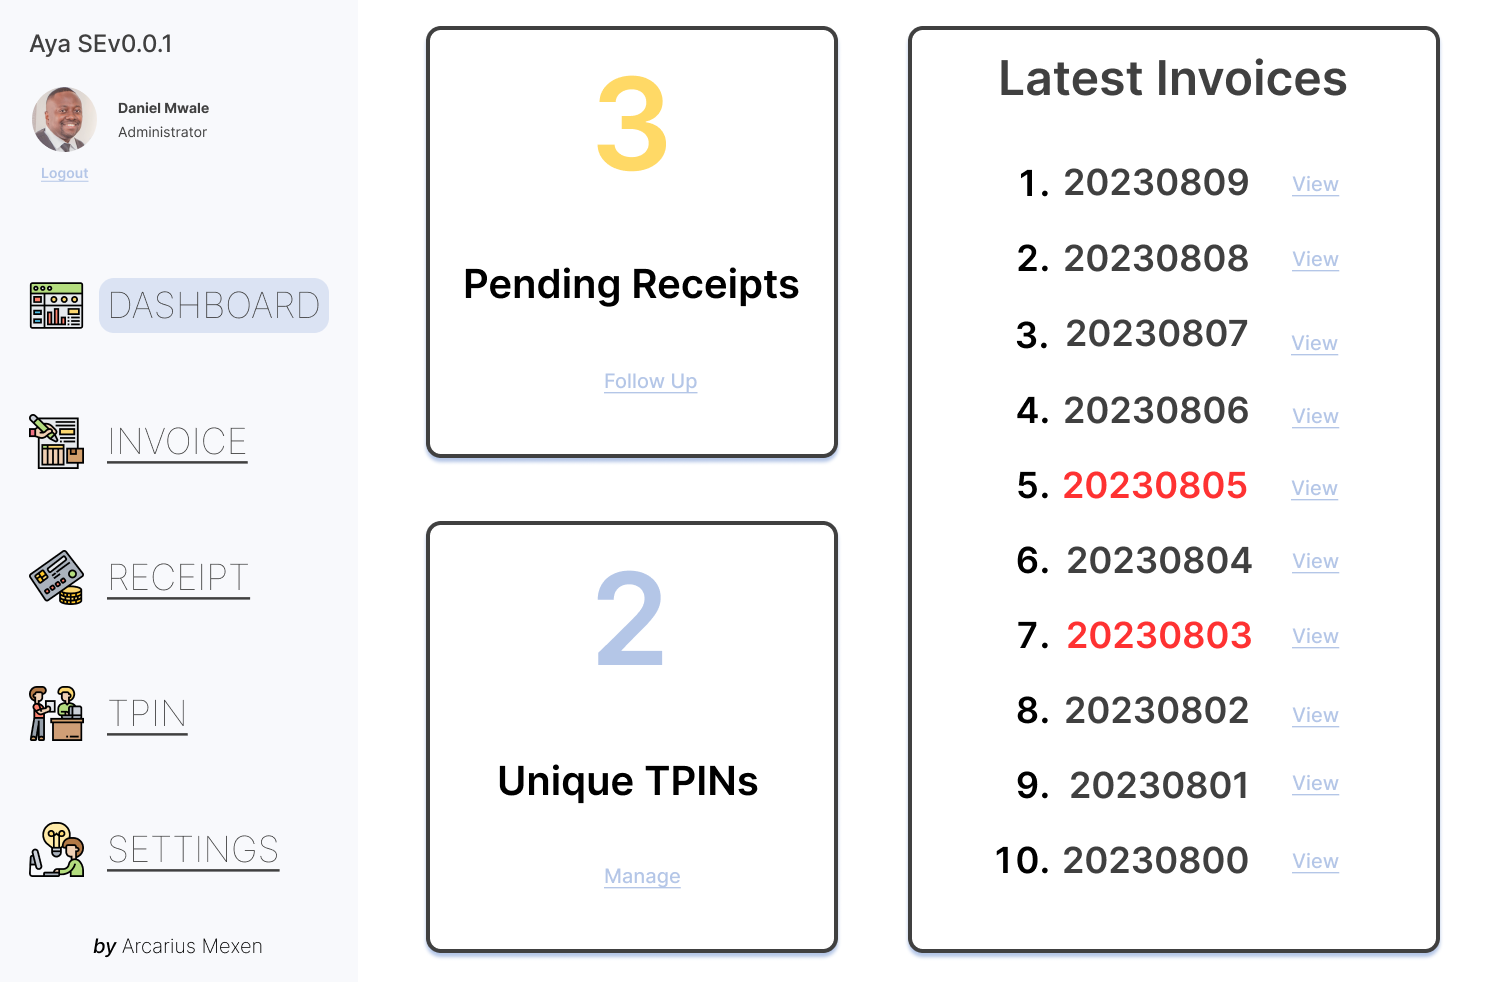 Aya SEv0.0.1
Daniel Mwale
Administrator
Logout
DASHBOARD
INVOICE
RECEIPT
TPIN
SETTINGS
by Arcarius Mexen
3
Pending Receipts
Follow Up
2
Unique TPINs
Manage
Latest Invoices
1. 20230809 View
2. 20230808 View
3. 20230807 View
4. 20230806 View
5. 20230805 View
6. 20230804 View
7. 20230803 View
8. 20230802 View
9. 20230801 View
10. 20230800 View